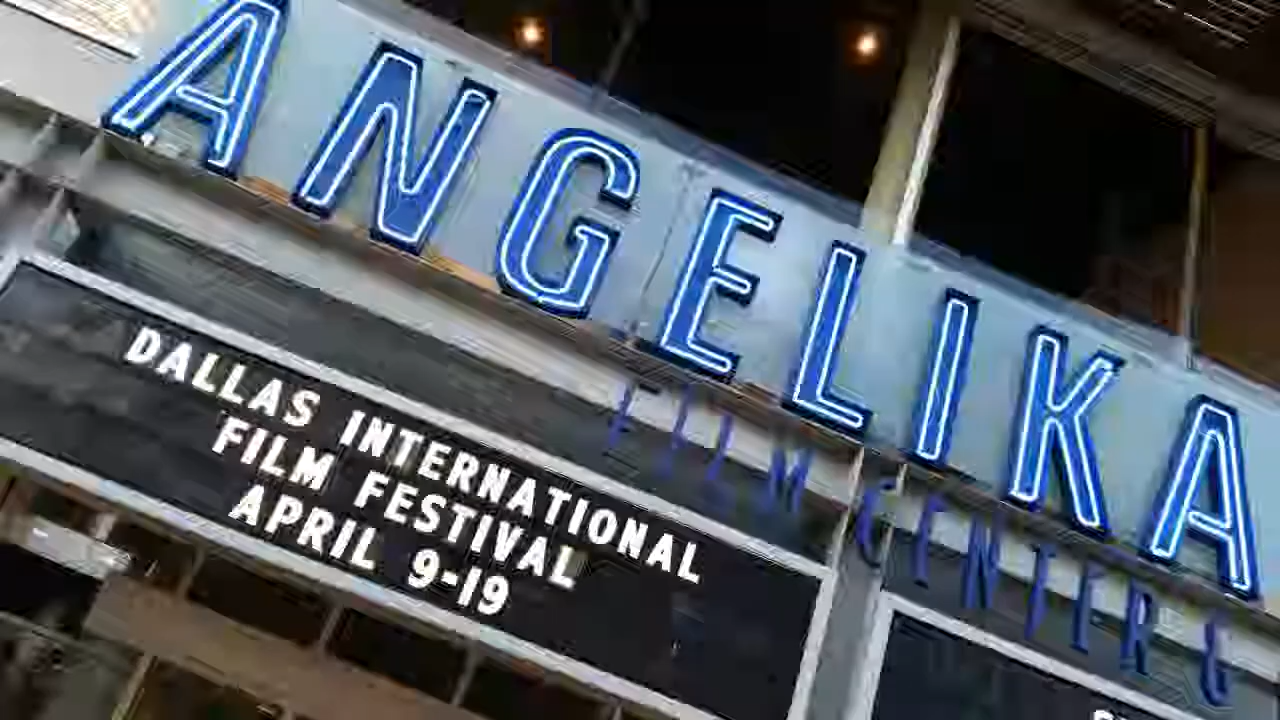 ANGELIKA
FILM CENTER &
DALLAS INTERNATIONAL
FILM FESTIVAL
APRIL 9-19